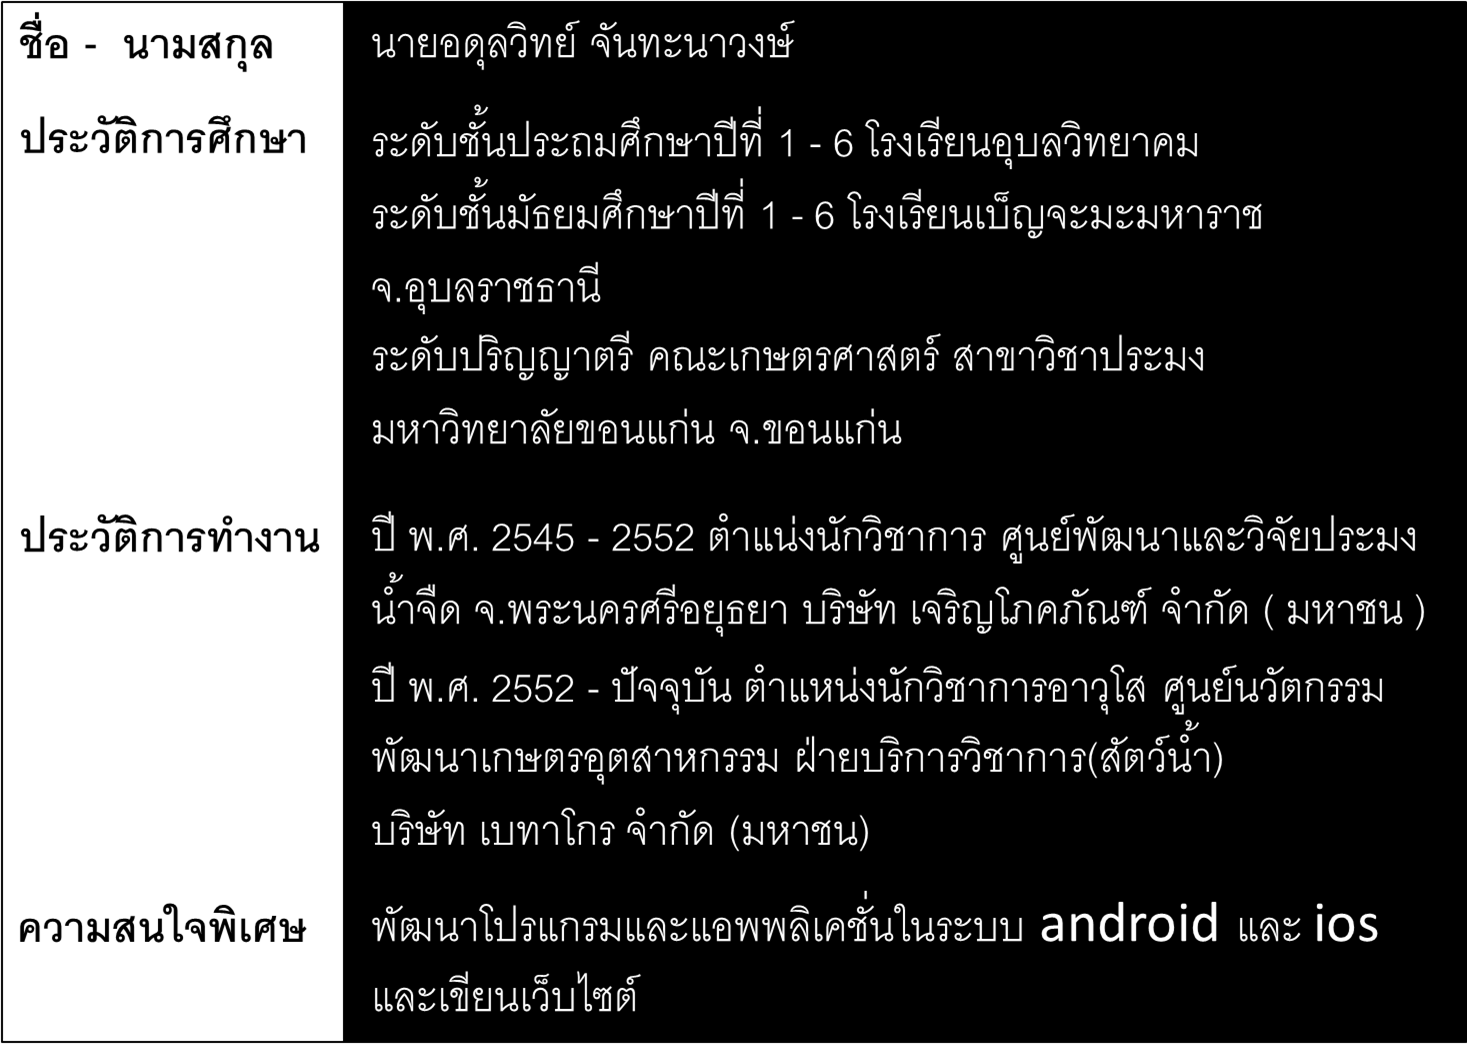 ชื่อ - นามสกุล นายอดุลวิทย์ จันทะนาวงษ์
ประวัติการศึกษา ระดับชั้นประถมศึกษาปีที่ 1 - 6 โรงเรียนอุบลวิทยาคม
ระดับชั้นมัธยมศึกษาปีที่ 1 - 6 โรงเรียนเบ็ญจะมะมหาราช
จ.อุบลราชธานี
ระดับปริญญาตรี คณะเกษตรศาสตร์ สาขาวิชาประมง
มหาวิทยาลัยขอนแก่น จ.ขอนแก่น
ประวัติการทำงาน ปี พ.ศ. 2545 - 2552 ตำแน่งนักวิชาการ ศูนย์พัฒนาและวิจัยประมง
น้ำจืด จ.พระนครศรีอยุธยา บริษัท เจริญโภคภัณฑ์ จำกัด ( มหาชน )
ปี พ.ศ. 2552 - ปัจจุบัน ตำแหน่งนักวิชาการอาวุโส ศูนย์นวัตกรรม
พัฒนาเกษตรอุตสาหกรรม ฝ่ายบริการวิชาการ(สัตว์น้ำ)
บริษัท เบทาโกร จำกัด (มหาชน)
ความสนใจพิเศษ พัฒนาโปรแกรมและแอพพลิเคชั่นในระบบ android และ ios
และเขียนเว็บไซต์